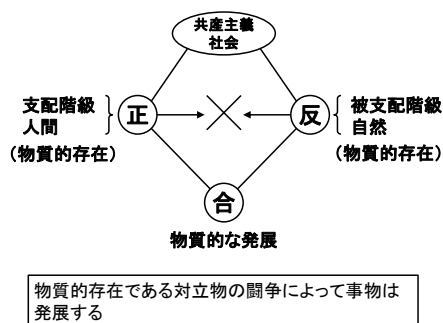 共産主義
社会
支配階級
人間
(物質的存在)
正
反
被支配階級
自然
(物質的存在)
合
物質的な発展
物質的存在である対立物の闘争によって事物は
発展する